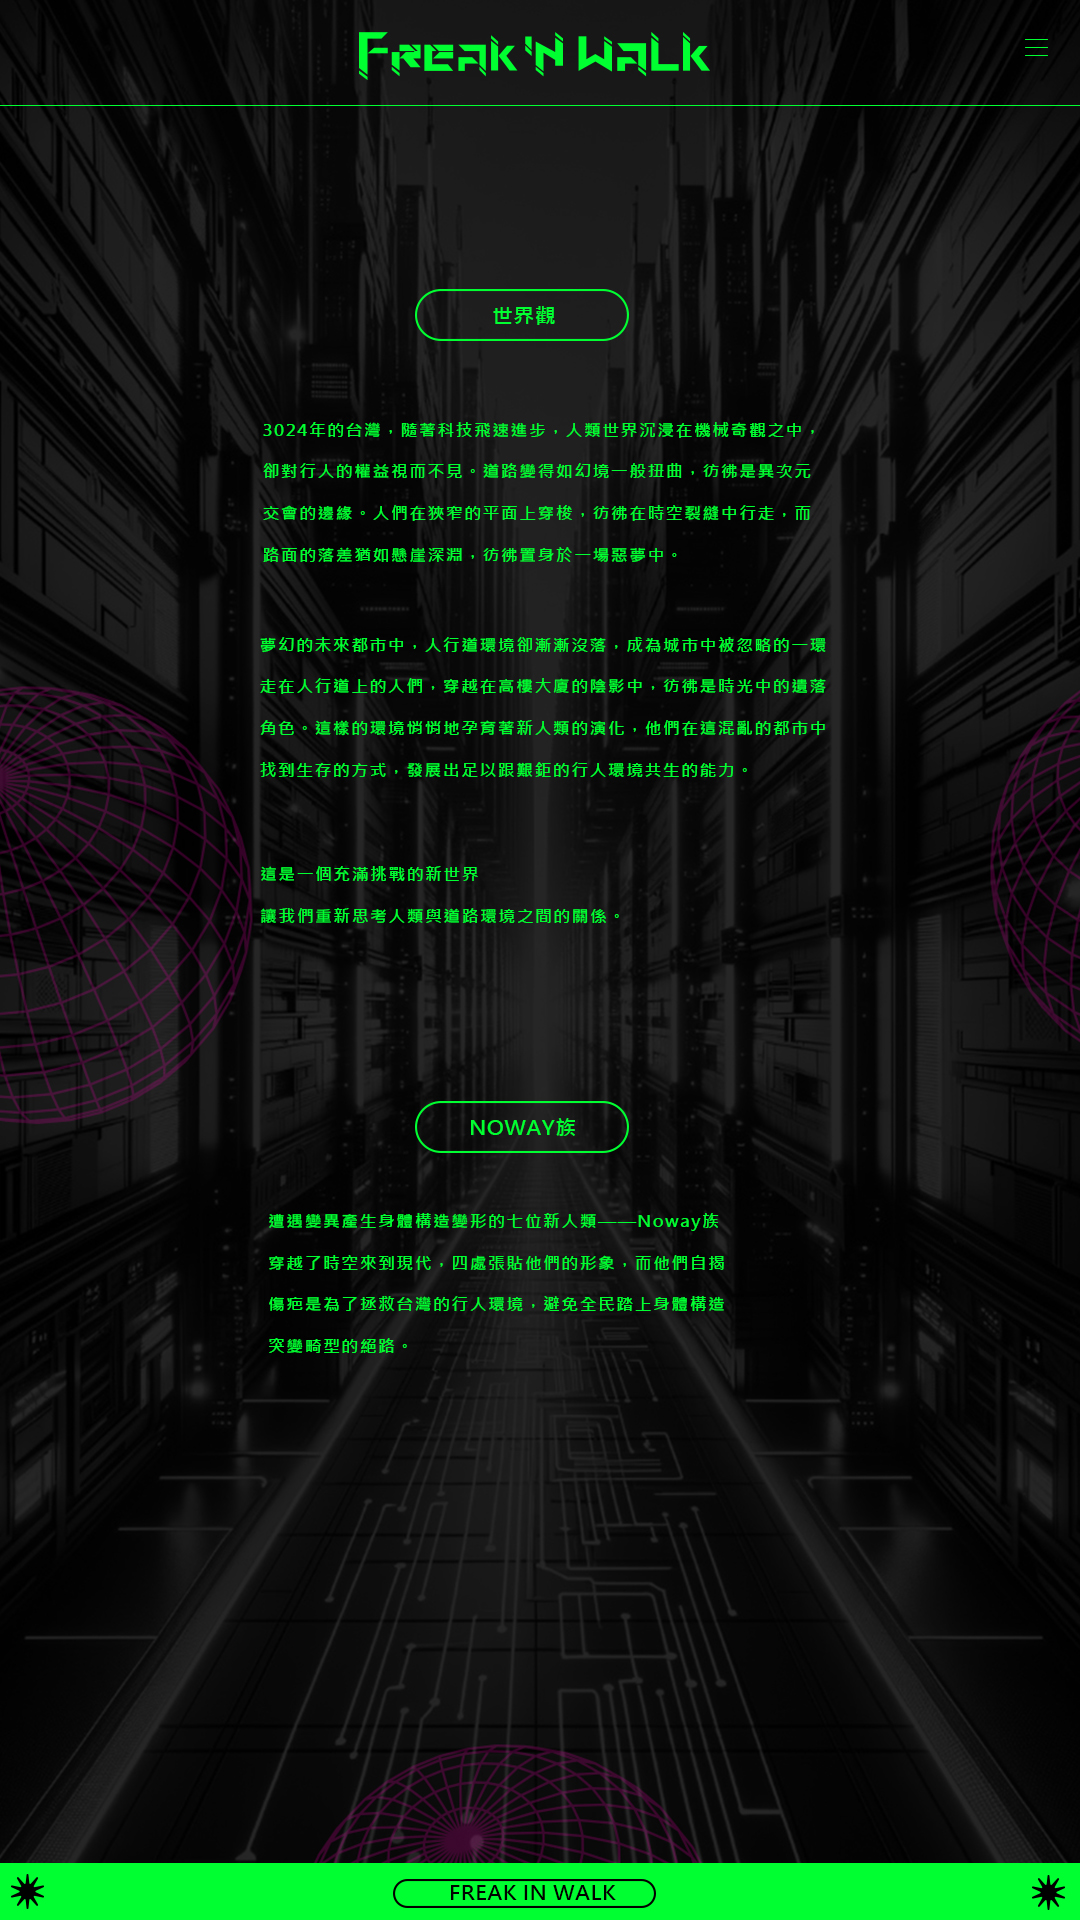 Freak 'N Walk
世界觀
3024年的台灣，隨著科技飛速進步，人類世界沉浸在機械奇觀之中，
卻對行人的權益視而不見。道路變得如幻境一般扭曲，彷彿是異次元
交會的邊緣。人們在狹窄的平面上穿梭，彷彿在時空裂縫中行走，而
路面的落差猶如懸崖深淵，彷彿置身於一場惡夢中。
夢幻的未來都市中，人行道環境卻漸漸沒落，成為城市中被忽略的一環
走在人行道上的人們，穿越在高樓大廈的陰影中，彷彿是時光中的遺落
角色。這樣的環境悄悄地孕育著新人類的演化，他們在這混亂的都市中
找到生存的方式，發展出足以跟艱鉅的行人環境共生的能力。
這是一個充滿挑戰的新世界
讓我們重新思考人類與道路環境之間的關係。
NOWAY族
遭遇變異產生身體構造變形的七位新人類——Noway族
穿越了時空來到現代，四處張貼他們的形象，而他們自揭
傷疤是為了拯救台灣的行人環境，避免全民踏上身體構造
突變畸型的絕路。
FREAK IN WALK